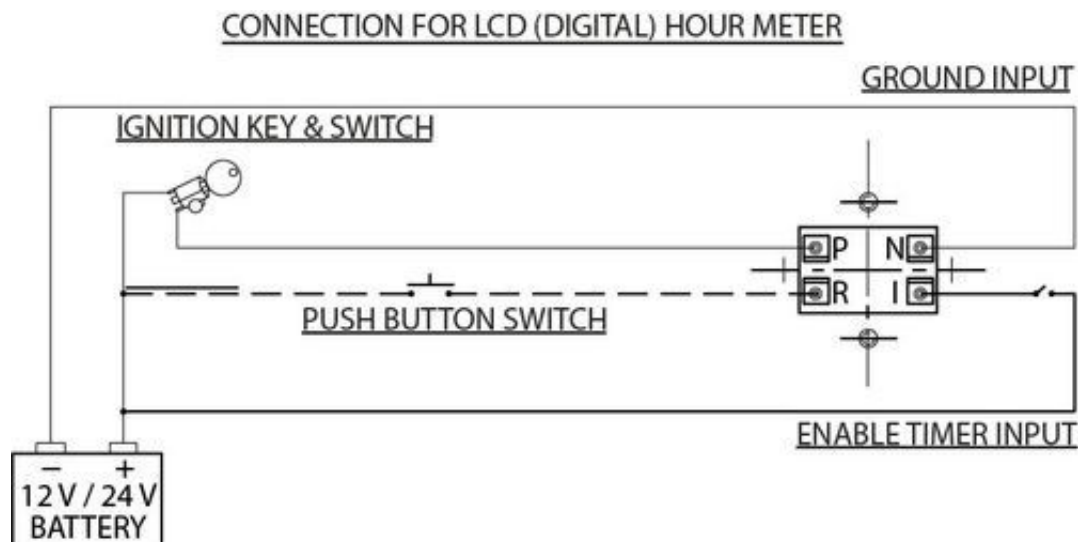 CONNECTION FOR LCD (DIGITAL) HOUR METER
GROUND INPUT
IGNITION KEY & SWITCH
P N
R I
PUSH BUTTON SWITCH
ENABLE TIMER INPUT
− +
12 V / 24 V
BATTERY